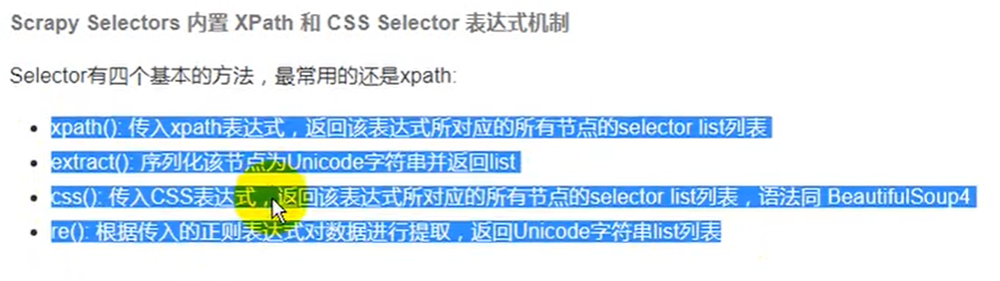 Scrapy Selectors 内置 XPath 和 CSS Selector 表达式机制
Selector有四个基本的方法，最常用的还是xpath:
xpath(): 传入xpath表达式，返回该表达式所对应的所有节点的selector list列表
extract(): 序列化该节点为Unicode字符串并返回list
css(): 传入CSS表达式，返回该表达式所对应的所有节点的selector list列表，语法同 BeautifulSoup4
re(): 根据传入的正则表达式对数据进行提取，返回Unicode字符串list列表